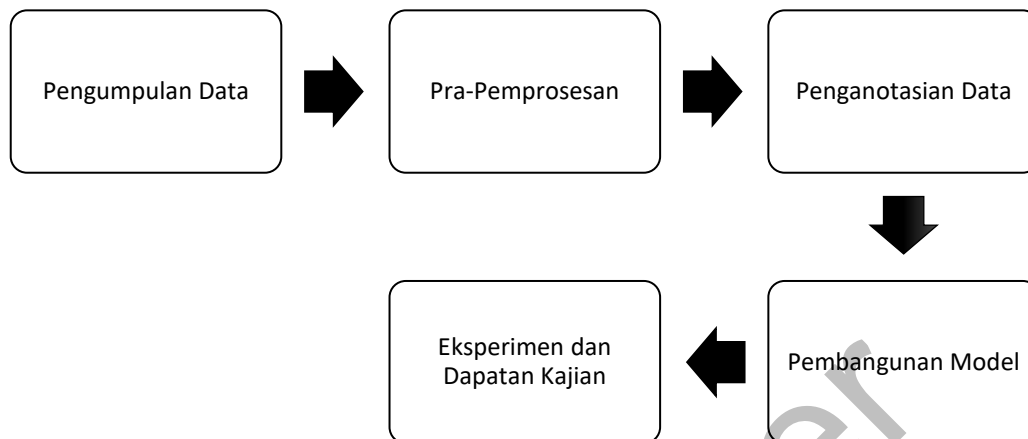 Pengumpulan Data
Pra-Pemprosesan
Penganotasian Data
Eksperimen dan
Dapatan Kajian
Pembangunan Model